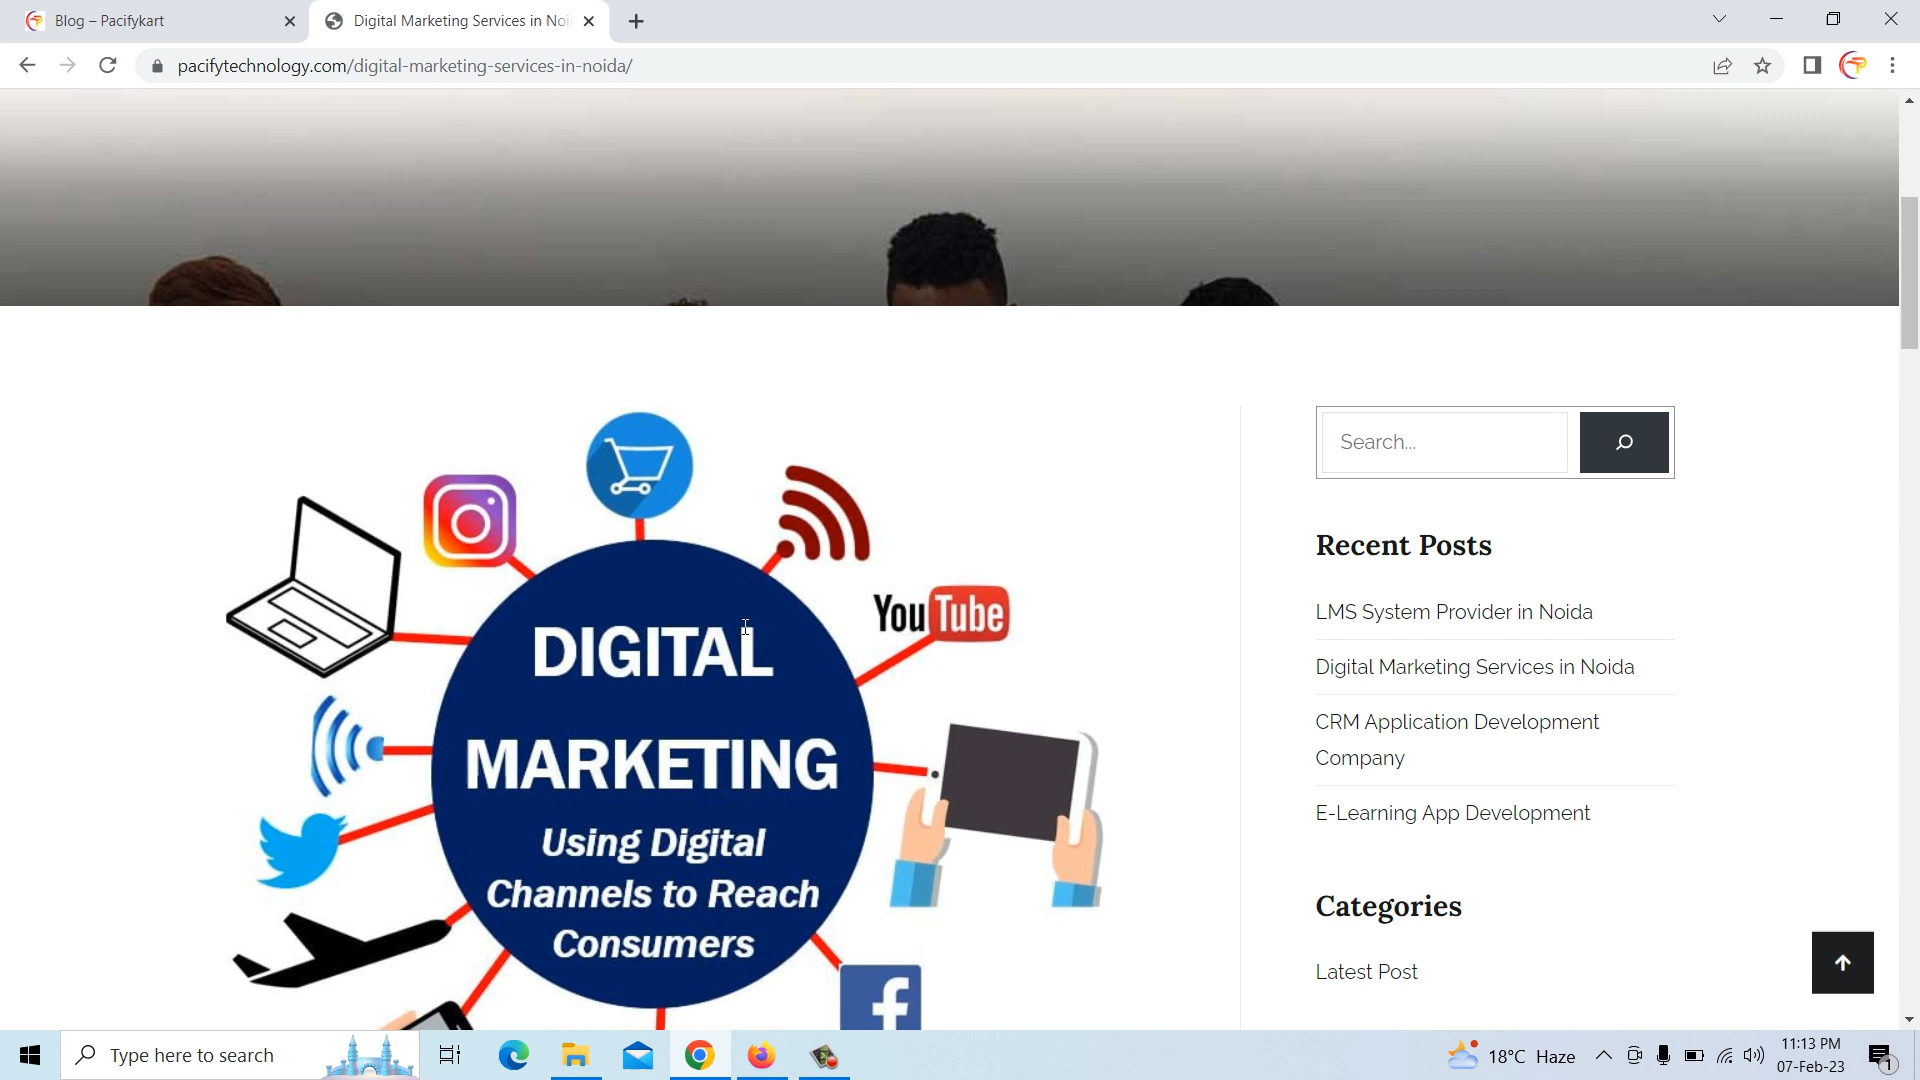 Blog – Pacifykart
Digital Marketing Services in Noi
pacifytechnology.com/digital-marketing-services-in-noida/
DIGITAL
MARKETING
Using Digital
Channels to Reach
Consumers
YouTube
f
Search...
Recent Posts
LMS System Provider in Noida
Digital Marketing Services in Noida
CRM Application Development
Company
E-Learning App Development
Categories
Latest Post
Type here to search
18°C Haze
11:13 PM
07-Feb-23
1